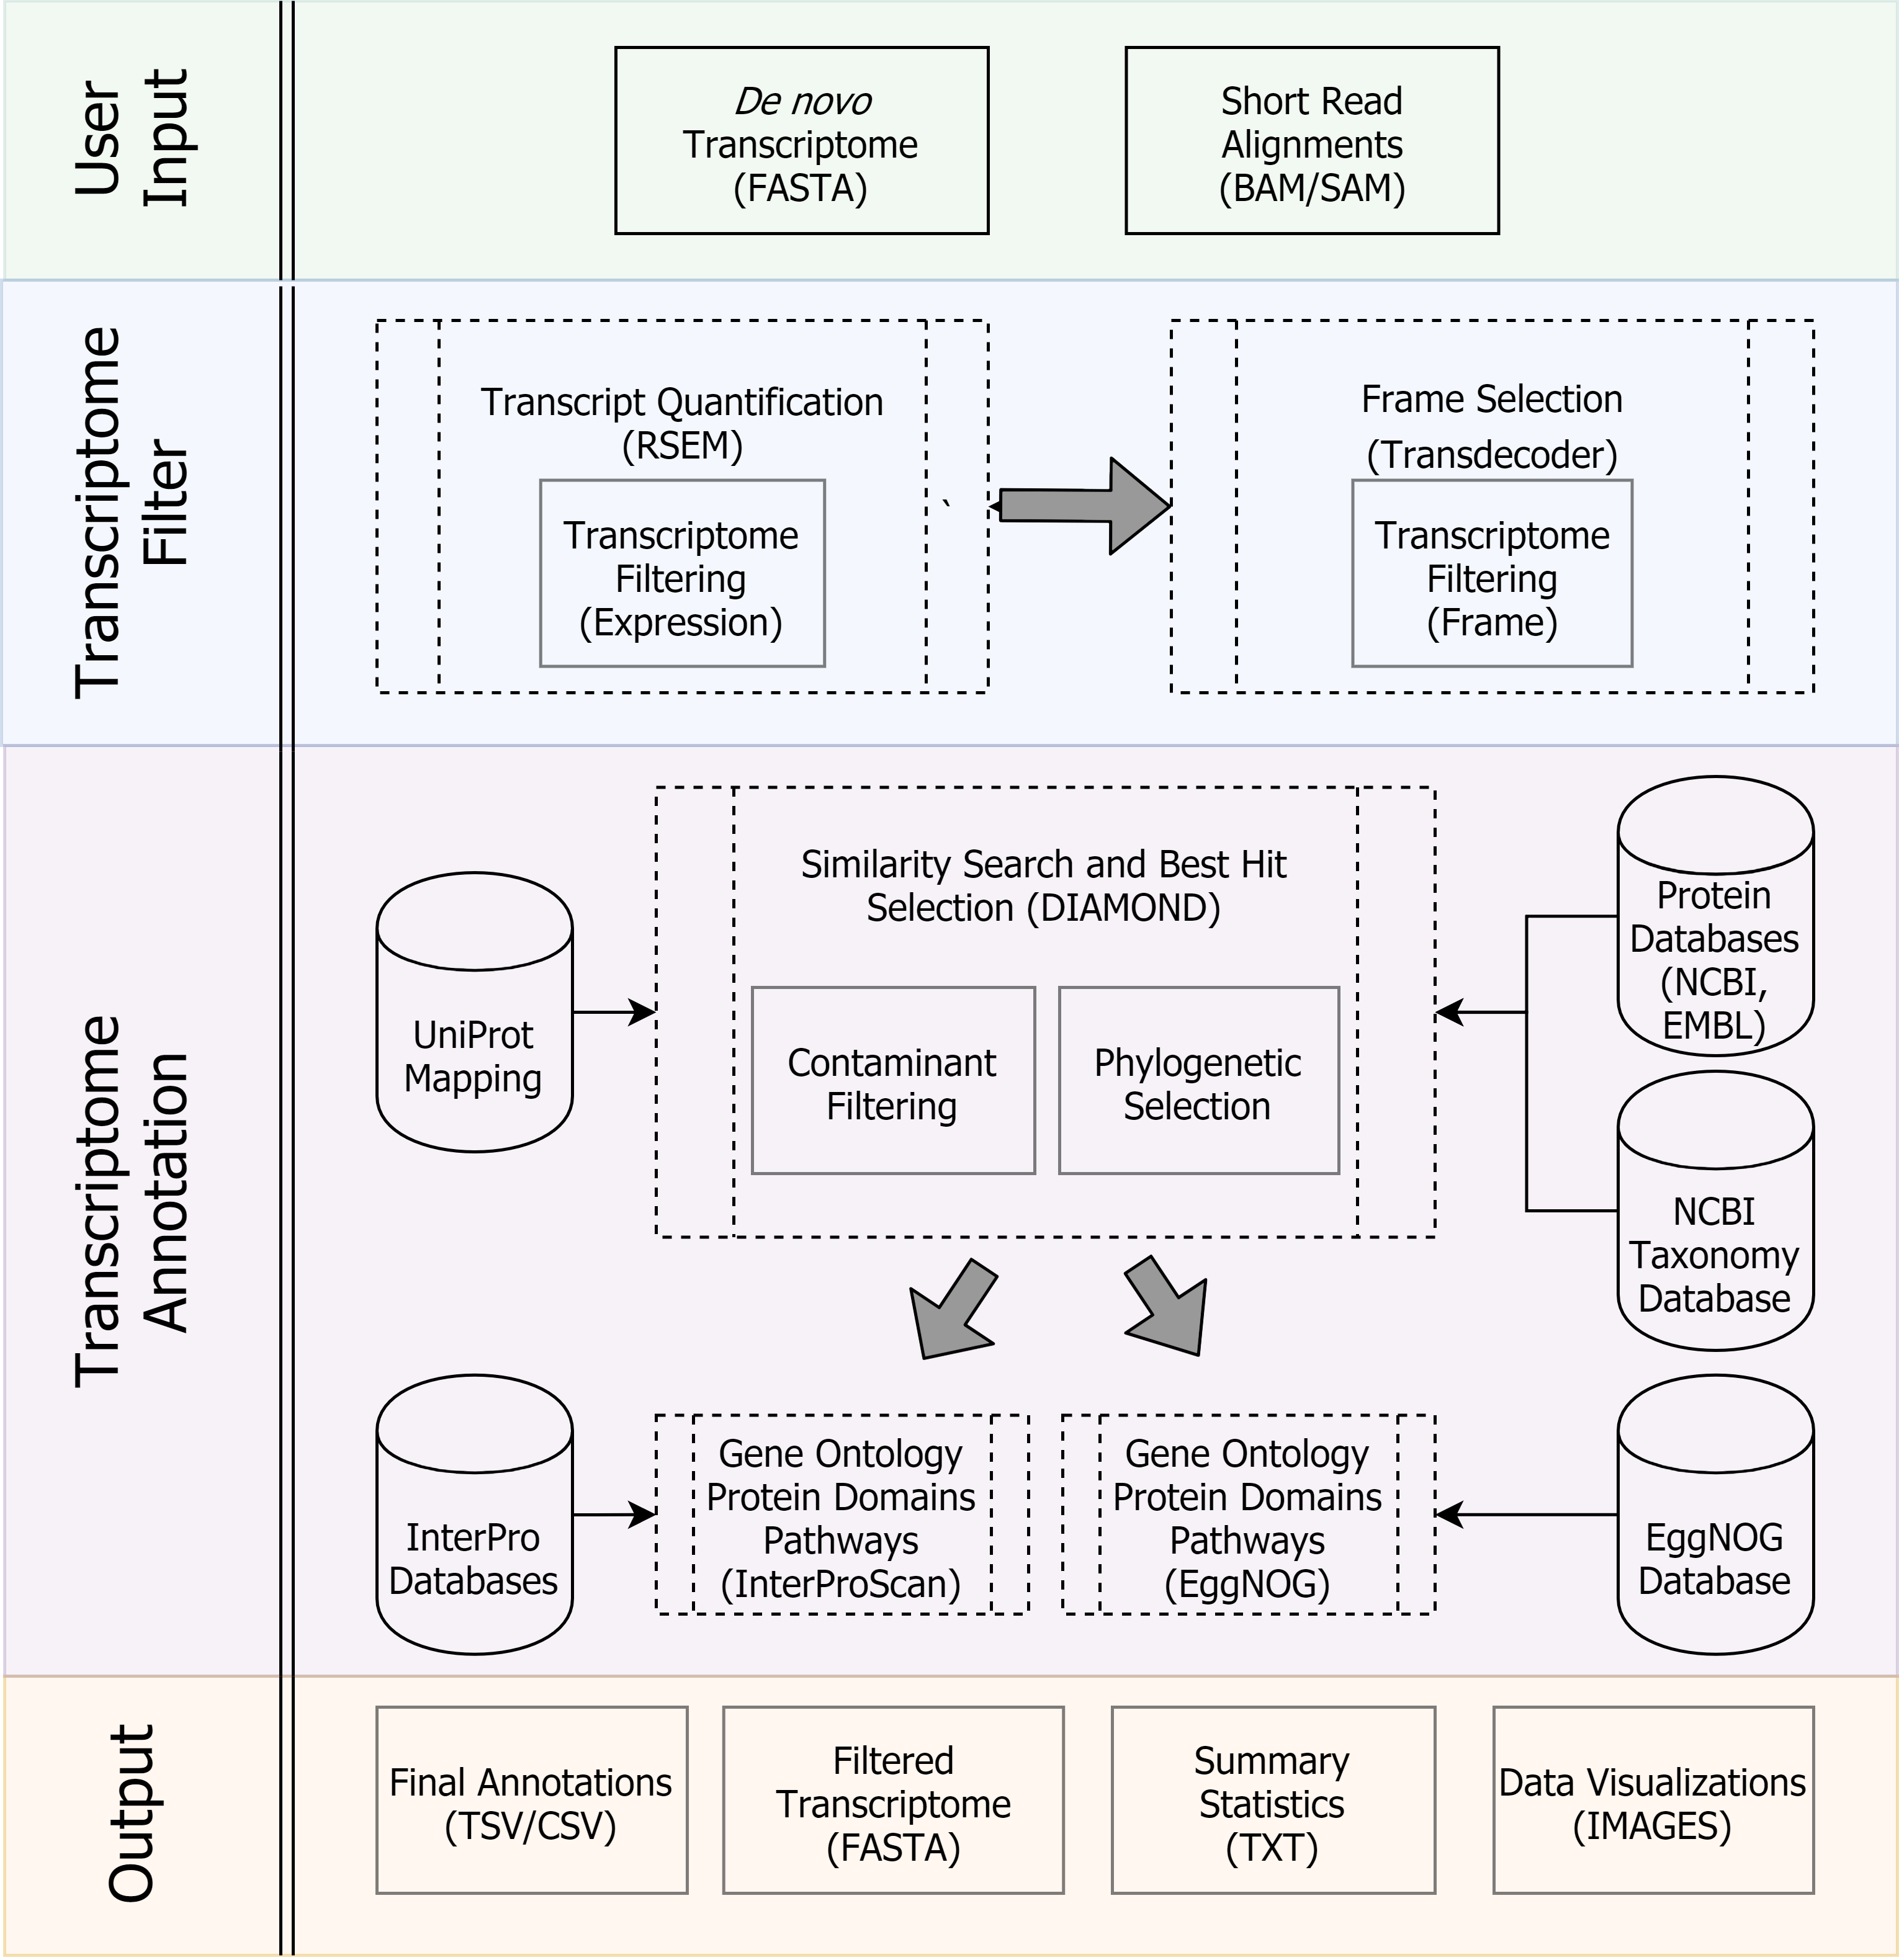 User
Input
De novo
Transcriptome
(FASTA)
Short Read
Alignments
(BAM/SAM)
Transcriptome
Filter
Transcript Quantification
(RSEM)
Transcriptome
Filtering
(Expression)
`
Frame Selection
(Transdecoder)
Transcriptome
Filtering
(Frame)
Transcriptome
Annotation
UniProt
Mapping
Similarity Search and Best Hit
Selection (DIAMOND)
Contaminant
Filtering
Phylogenetic
Selection
Protein
Databases
(NCBI,
EMBL)
NCBI
Taxonomy
Database
InterPro
Databases
Gene Ontology
Protein Domains
Pathways
(InterProScan)
Gene Ontology
Protein Domains
Pathways
(EggNOG)
EggNOG
Database
Output
Final Annotations
(TSV/CSV)
Filtered
Transcriptome
(FASTA)
Summary
Statistics
(TXT)
Data Visualizations
(IMAGES)